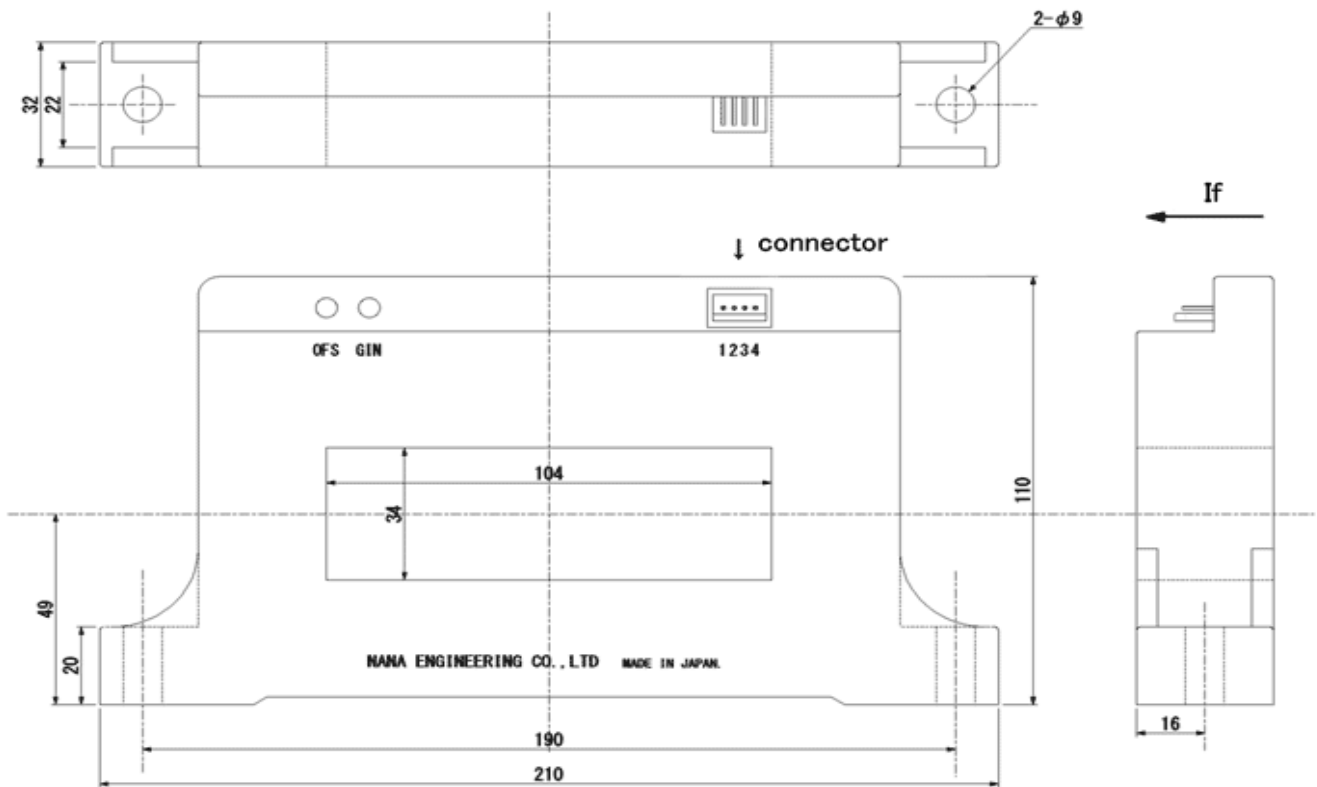 2-φ9
32
22
If
↓ connector
OFS GIN
1234
104
34
110
49
20
NANA ENGINEERING CO.,LTD MADE IN JAPAN.
16
190
210